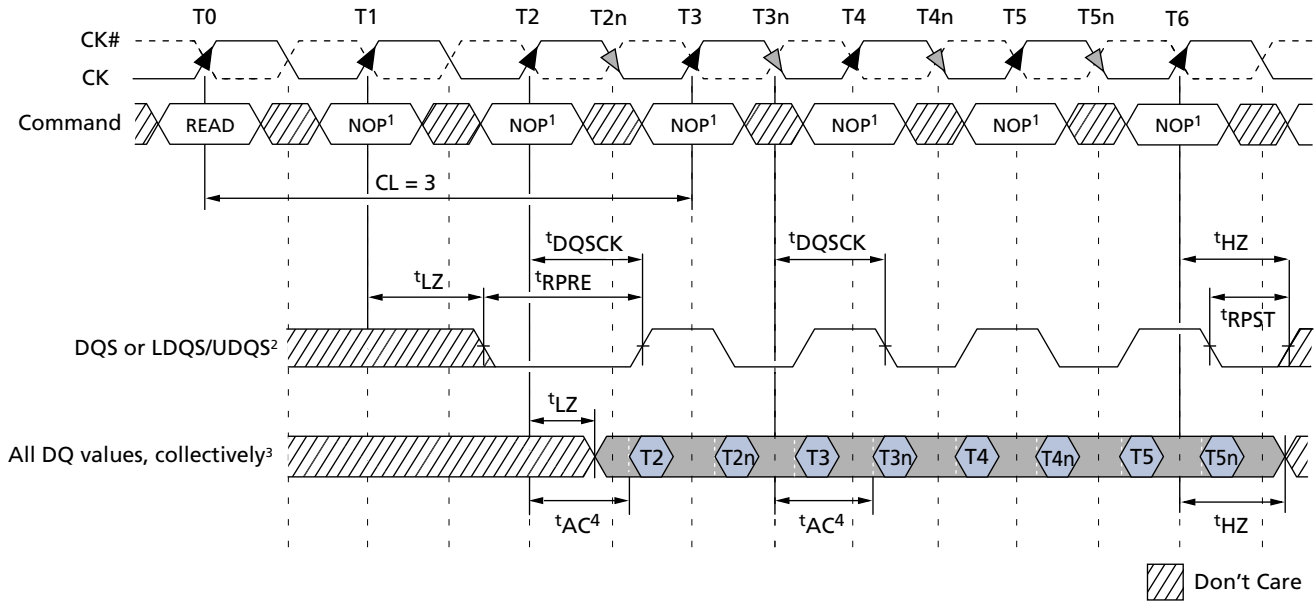 T0 T1 T2 T2n T3 T3n T4 T4n T5 T5n T6
CK#
CK
Command READ NOP¹ NOP¹ NOP¹ NOP¹ NOP¹ NOP¹
CL = 3
ᵗDQSCK ᵗDQSCK ᵗHZ
ᵗLZ ᵗRPRE
ᵗRPST
DQS or LDQS/UDQS²
ᵗLZ
All DQ values, collectively³ T2 T2n T3 T3n T4 T4n T5 T5n
ᵗAC⁴ ᵗAC⁴ ᵗHZ
Don't Care